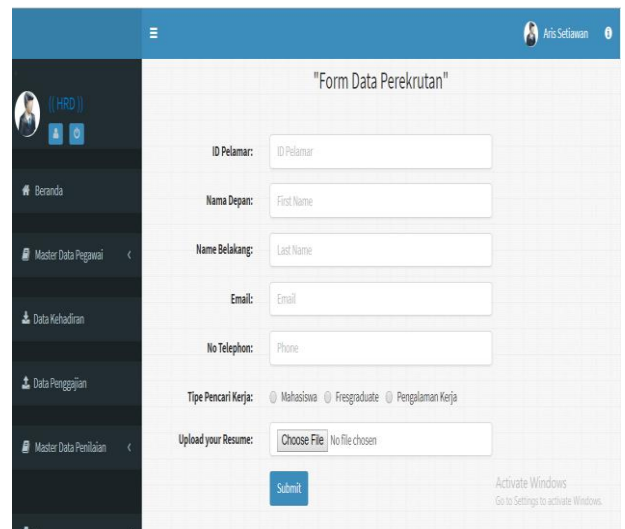 Aris Setiawan
(( HRD ))
Beranda
Master Data Pegawai
Data Kehadiran
Data Penggajian
Master Data Penilaian
"Form Data Perekrutan"
ID Pelamar: ID Pelamar
Nama Depan: First Name
Name Belakang: Last Name
Email: Email
No Telephon: Phone
Tipe Pencari Kerja: Mahasiswa Fresgraduate Pengalaman Kerja
Upload your Resume: Choose File No file chosen
Submit
Activate Windows
Go to Settings to activate Windows.